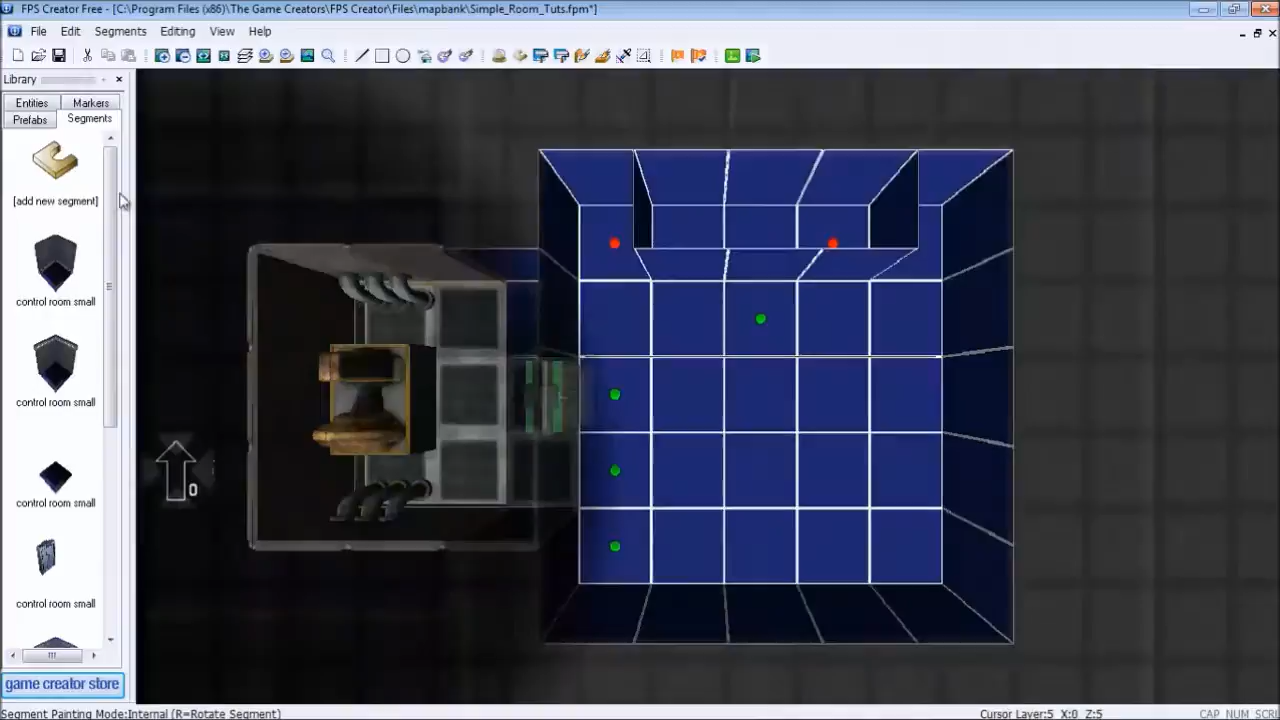 FPS Creator Free - [C:\Program Files (x86)\The Game Creators\FPS Creator\Files\mapbank\Simple_Room_Tuts.fpm*]
File Edit Segments Editing View Help
Library
Entities Markers
Prefabs Segments
[add new segment]
control room small
control room small
control room small
control room small
0
game creator store
Segment Painting Mode:Internal (R=Rotate Segment) Cursor Layer:5 X:0 Z:5 CAP NUM SCRL